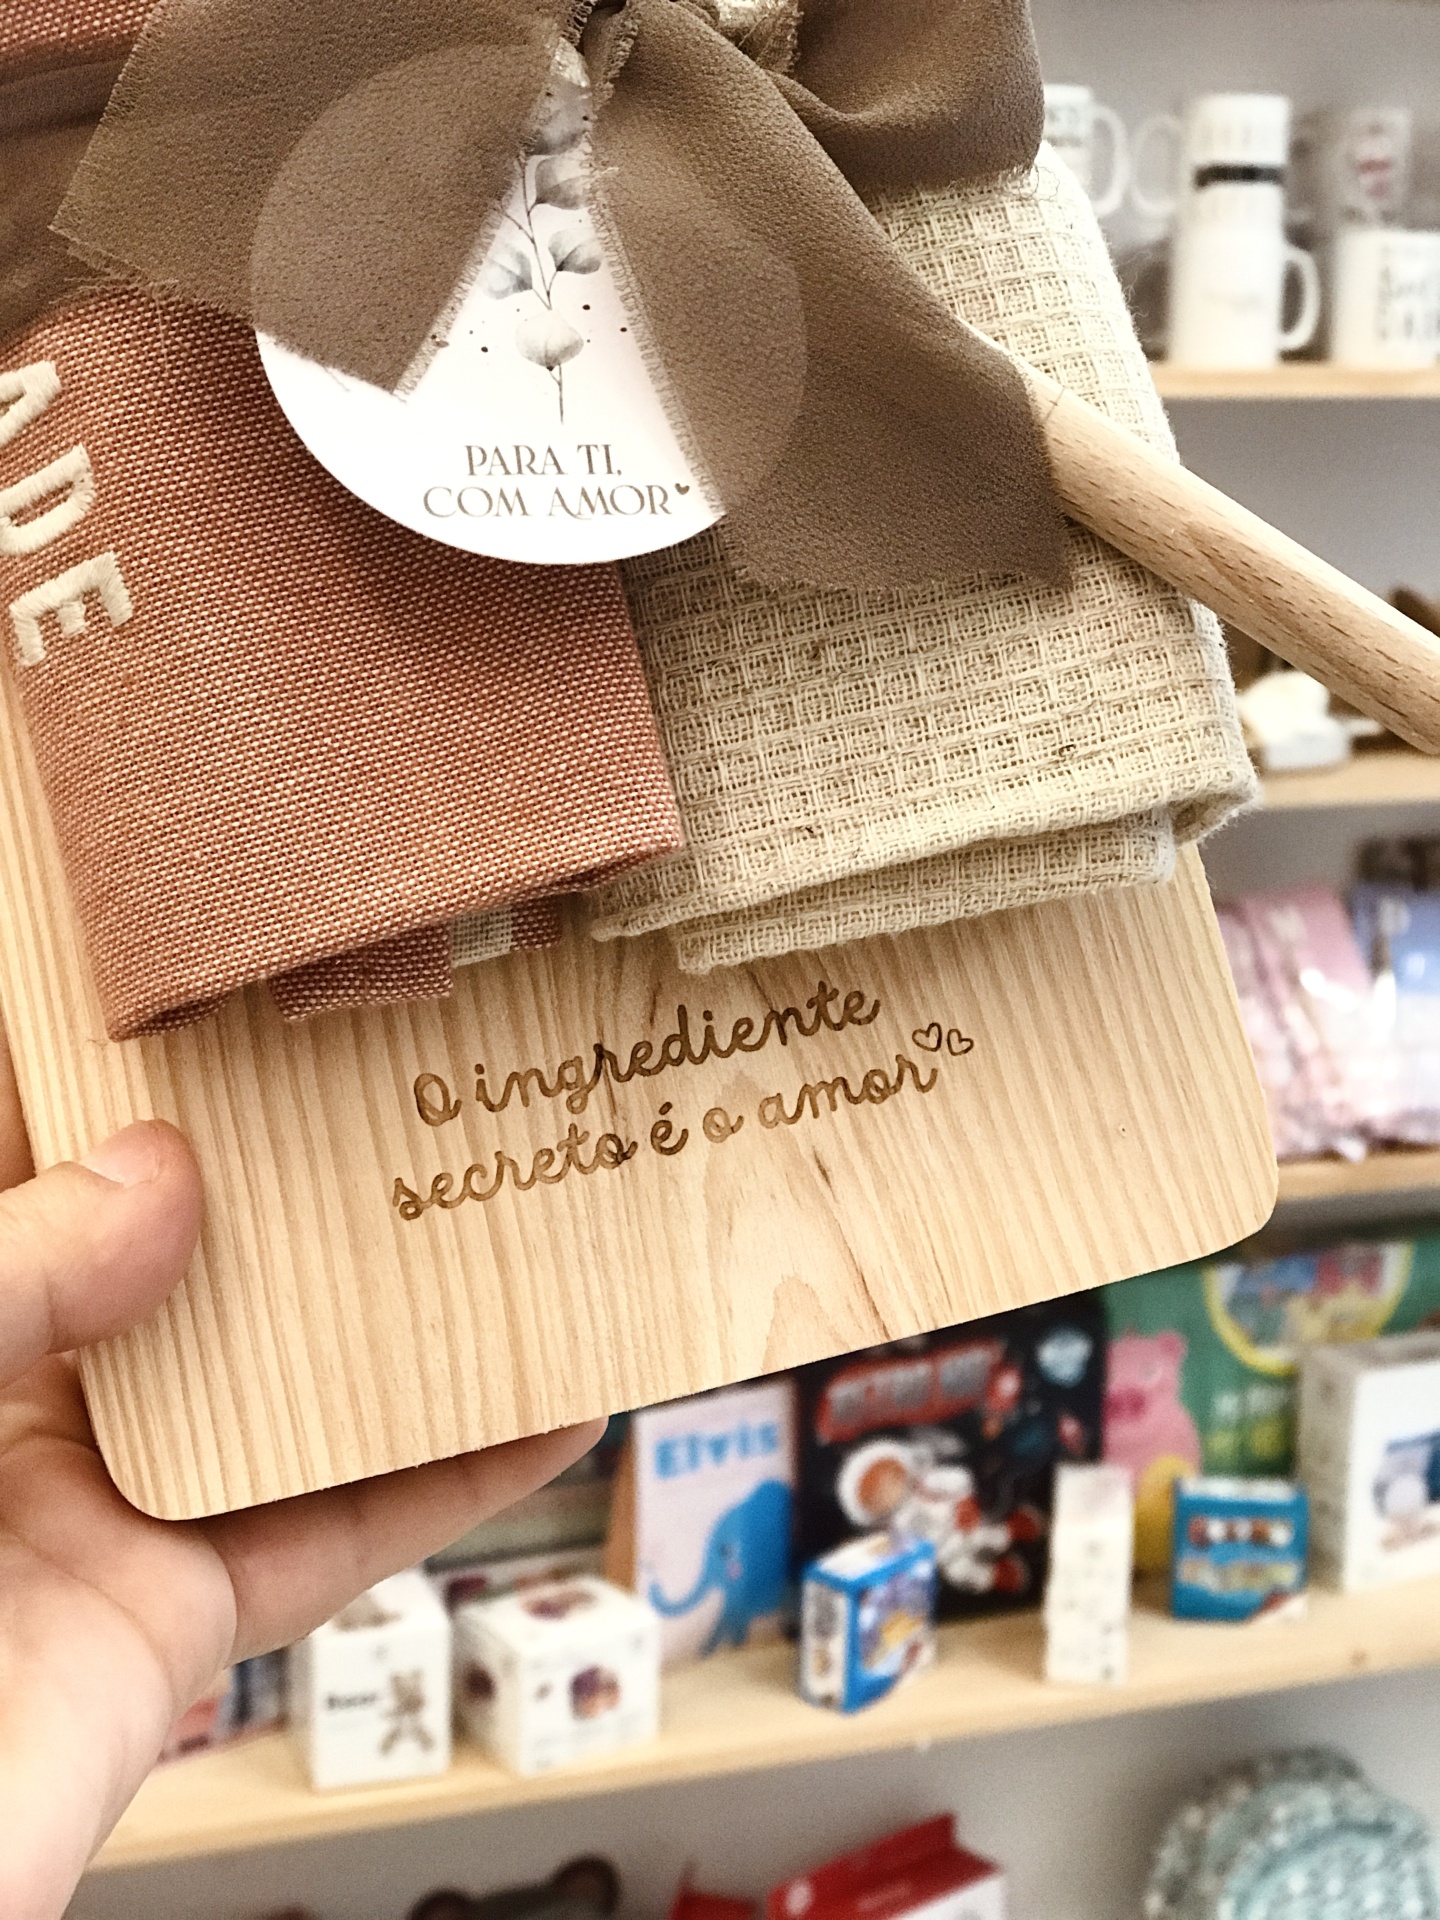 ADE
PARA TI,
COM AMOR
O ingrediente
secreto é o amor
Elvis